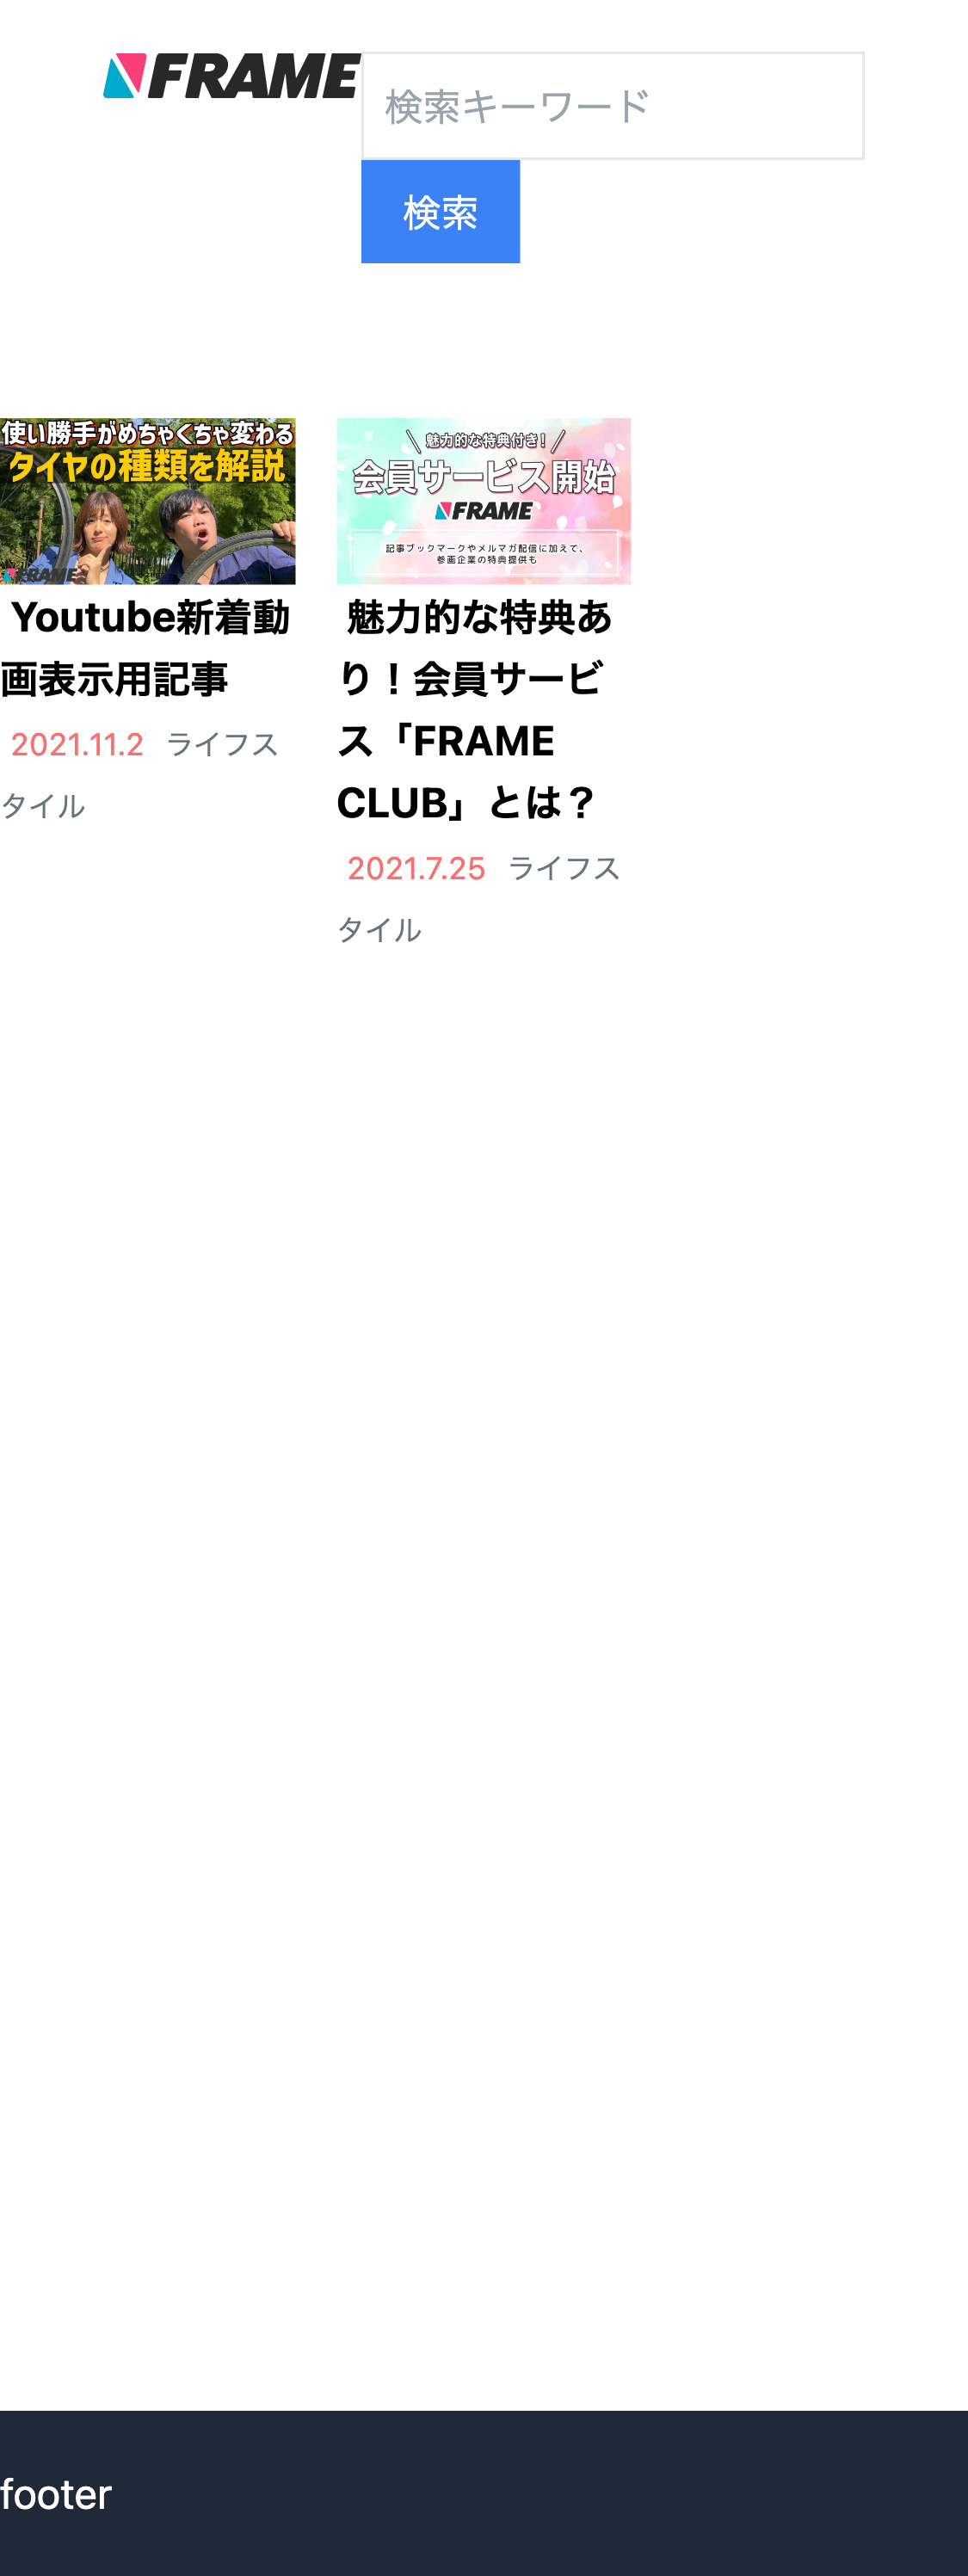 FRAME
検索キーワード
検索
使い勝手がめちゃくちゃ変わる
タイヤの種類を解説
FRAME
Youtube新着動
画表示用記事
2021.11.2 ライフス
タイル
魅力的な特典付き!
会員サービス開始
FRAME
記事ブックマークやメルマガ配信に加えて、
参画企業の特典提供も
魅力的な特典あ
り！会員サービ
ス「FRAME
CLUB」とは？
2021.7.25 ライフス
タイル
footer